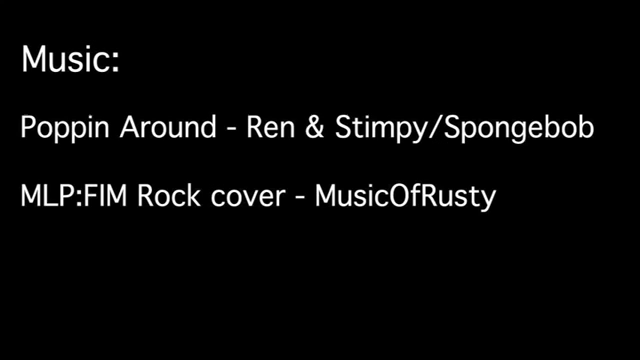 Music:
Poppin Around - Ren & Stimpy/Spongebob
MLP:FIM Rock cover - MusicOfRusty